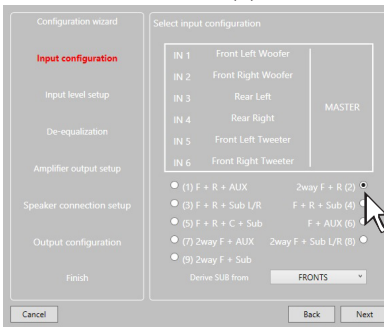 Configuration wizard
Input configuration
Input level setup
De-equalization
Amplifier output setup
Speaker connection setup
Output configuration
Finish
Select input configuration
IN 1 Front Left Woofer
IN 2 Front Right Woofer
IN 3 Rear Left
IN 4 Rear Right
IN 5 Front Left Tweeter
IN 6 Front Right Tweeter
MASTER
(1) F + R + AUX 2way F + R (2)
(3) F + R + Sub L/R F + R + Sub (4)
(5) F + R + C + Sub F + AUX (6)
(7) 2way F + AUX 2way F + Sub L/R (8)
(9) 2way F + Sub
Derive SUB from FRONTS
Cancel Back Next